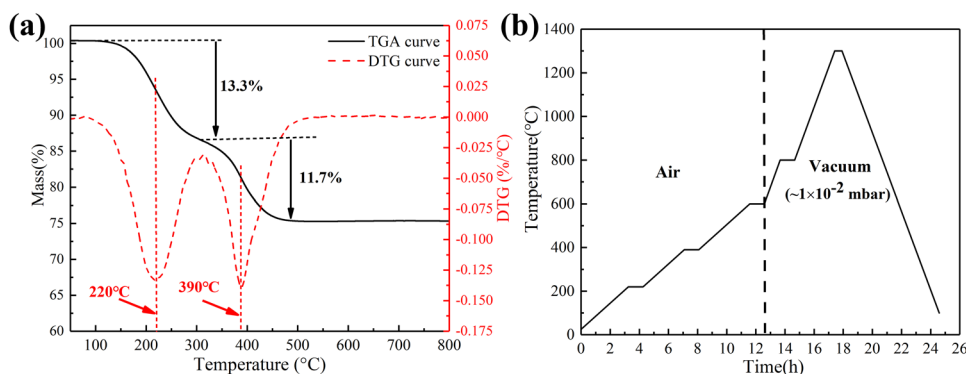 (a)
100
95
90
85
80
75
70
65
60
Mass(%)
100 200 300 400 500 600 700 800
Temperature (°C)
0.075
0.050
0.025
0.000
-0.025
-0.050
-0.075
-0.100
-0.125
-0.150
-0.175
DTG (%/°C)
TGA curve
DTG curve
13.3%
11.7%
220°C
390°C
(b)
1400
1200
1000
800
600
400
200
0
Temperature(°C)
0 2 4 6 8 10 12 14 16 18 20 22 24 26
Time(h)
Air
Vacuum
(~1×10⁻² mbar)